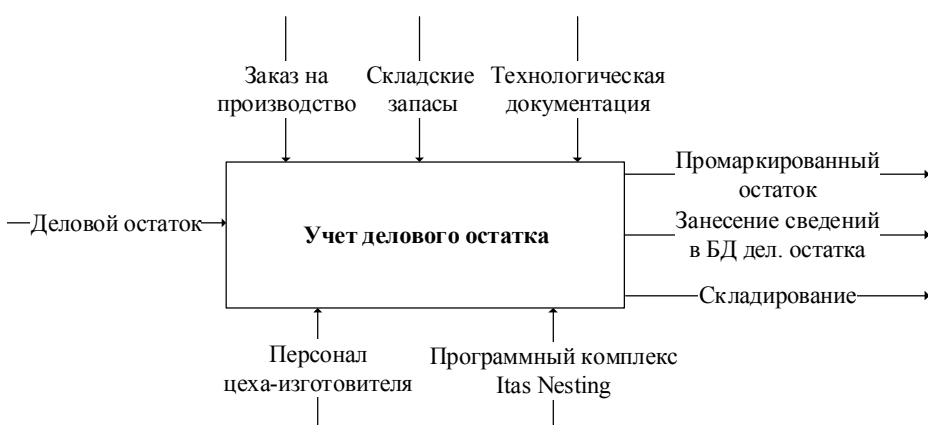 Заказ на
производство
Складские
запасы
Технологическая
документация
Деловой остаток
Учет делового остатка
Промаркированный
остаток
Занесение сведений
в БД дел. остатка
Складирование
Персонал
цеха-изготовителя
Программный комплекс
Itas Nesting